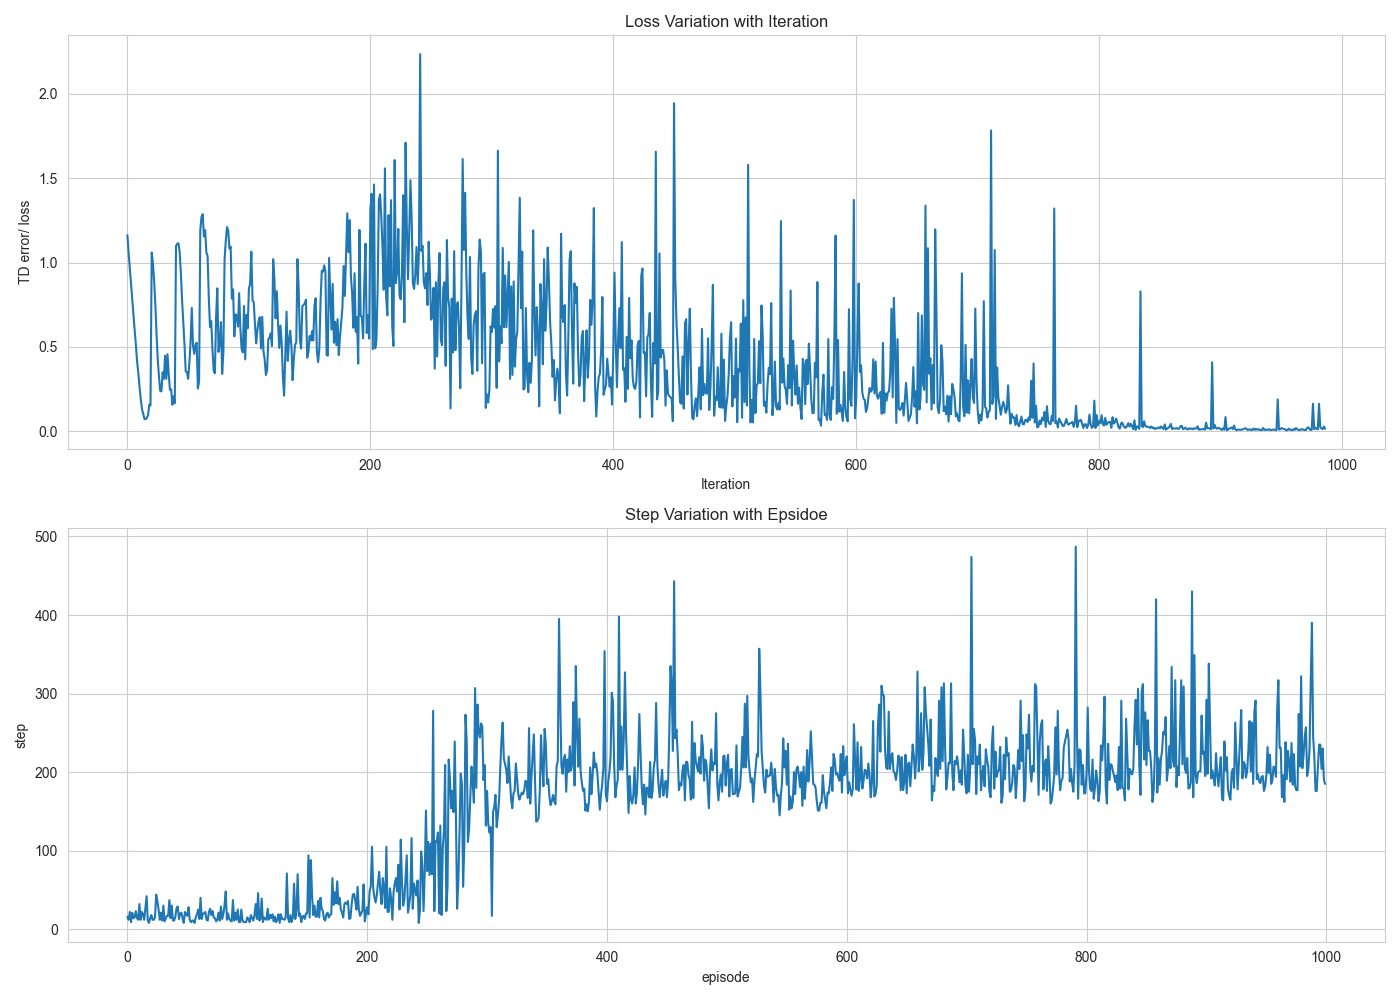 Loss Variation with Iteration
TD error/ loss
2.0
1.5
1.0
0.5
0.0
0 200 400 600 800 1000
Iteration
Step Variation with Epsidoe
step
500
400
300
200
100
0
0 200 400 600 800 1000
episode